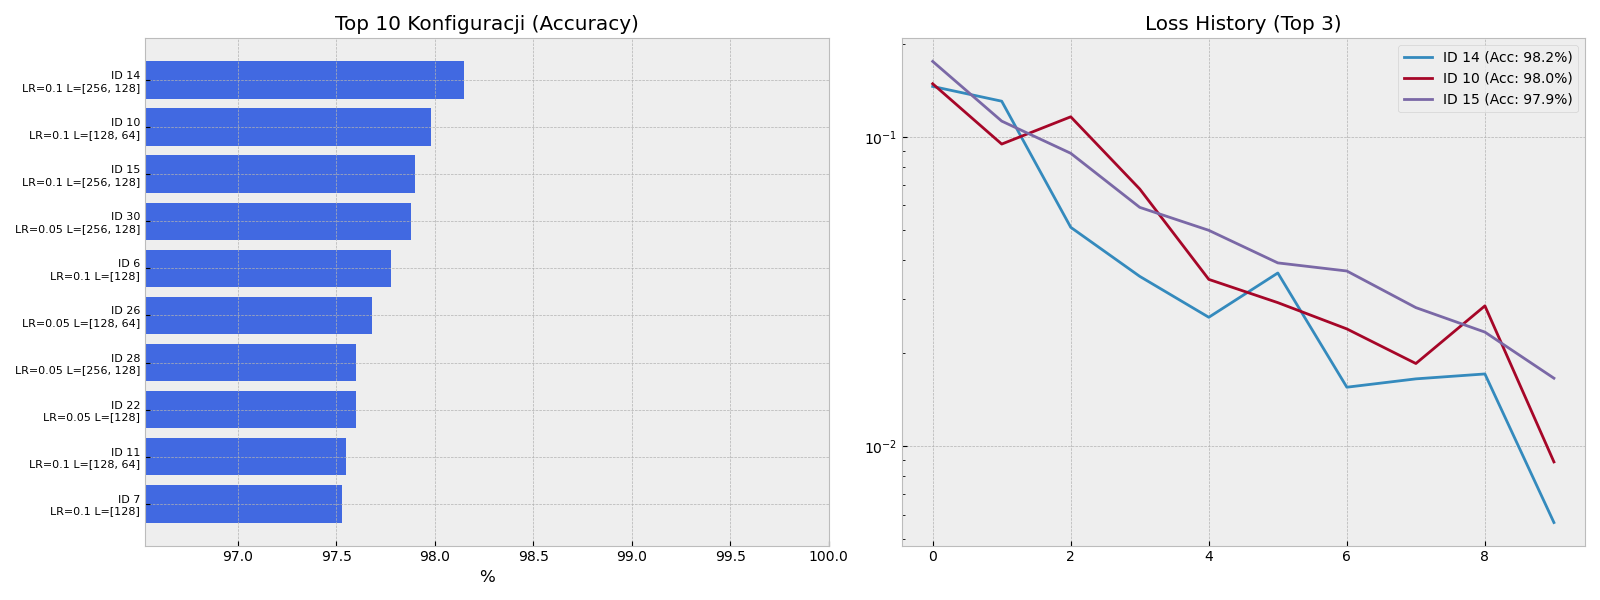 Top 10 Konfiguracji (Accuracy)
ID 14
LR=0.1 L=[256, 128]
ID 10
LR=0.1 L=[128, 64]
ID 15
LR=0.1 L=[256, 128]
ID 30
LR=0.05 L=[256, 128]
ID 6
LR=0.1 L=[128]
ID 26
LR=0.05 L=[128, 64]
ID 28
LR=0.05 L=[256, 128]
ID 22
LR=0.05 L=[128]
ID 11
LR=0.1 L=[128, 64]
ID 7
LR=0.1 L=[128]
97.0 97.5 98.0 98.5 99.0 99.5 100.0
%
Loss History (Top 3)
ID 14 (Acc: 98.2%)
ID 10 (Acc: 98.0%)
ID 15 (Acc: 97.9%)
10⁻¹
10⁻²
0 2 4 6 8